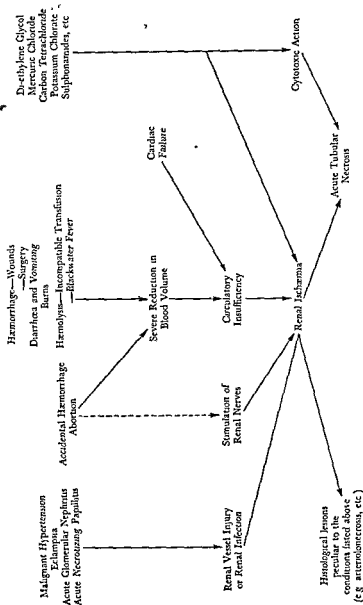 Malignant Hypertension
Eclampsia
Acute Glomerular Nephritis
Acute Necrotising Papillitis
Accidental Hæmorrhage
Abortion
Hæmorrhage—Wounds
—Surgery
Diarrhœa and Vomiting
Burns
Hæmolysis—Incompatable Transfusion
—Blackwater Fever
Di-ethylene Glycol
Mercuric Chloride
Carbon Tetrachloride
Potassium Chlorate
Sulphonamides, etc
Cardiac
Failure
Severe Reduction in
Blood Volume
Renal Vessel Injury
or Renal Infection
Stimulation of
Renal Nerves
Circulatory
Insufficiency
Cytotoxic Action
Renal Ischæmia
Histological lesions
peculiar to the
conditions listed above
(e g arteriolonecrosis, etc)
Acute Tubular
Necrosis